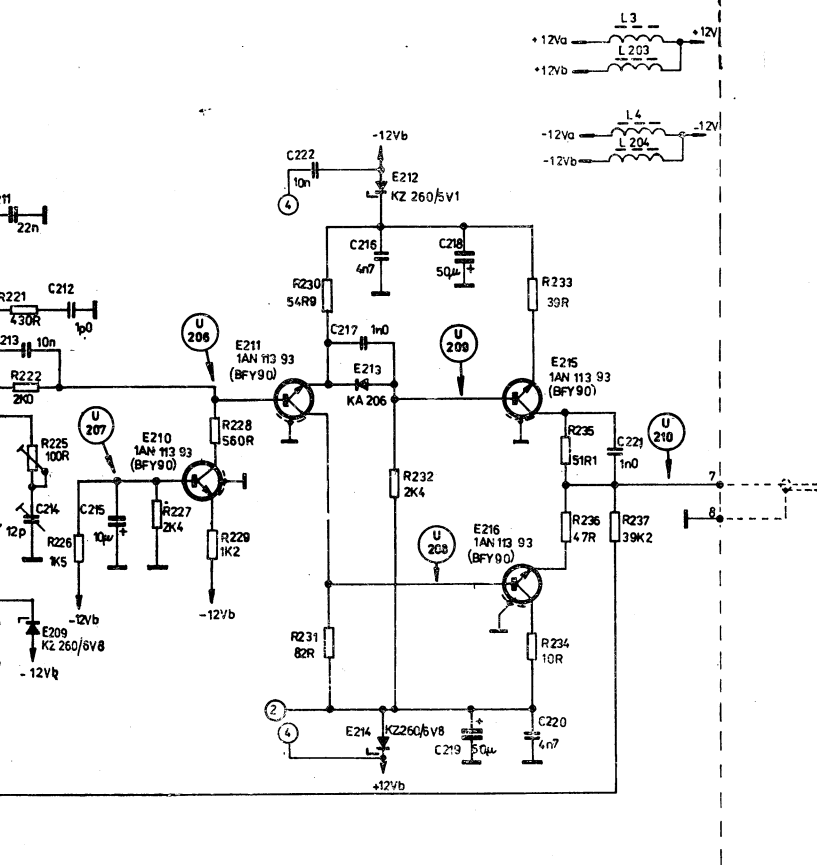 L3
+12Va
+12V
L203
+12Vb
L4
-12Va
-12V
L204
-12Vb
-12Vb
C222
10n
4
E212
KZ 260/5V1
22n
C216
4n7
C218
50µ
+
R230
54R9
R233
39R
R221
430R
C212
1p0
213
10n
R222
2K0
U
206
E211
1AN 113 93
(BFY90)
C217
1n0
E213
KA 206
U
209
E215
1AN 113 93
(BFY90)
R228
560R
U
207
E210
1AN 113 93
(BFY90)
R225
100R
C214
12p
R226
1K5
C215
10µ
+
R227
2K4
R229
1K2
-12Vb
-12Vb
E209
KZ 260/6V8
-12Vb
R232
2K4
R235
51R1
C221
1n0
U
210
7
8
R236
47R
R237
39K2
U
208
E216
1AN 113 93
(BFY90)
R231
82R
R234
10R
2
4
E214
KZ260/6V8
+12Vb
C219
50µ
+
C220
4n7